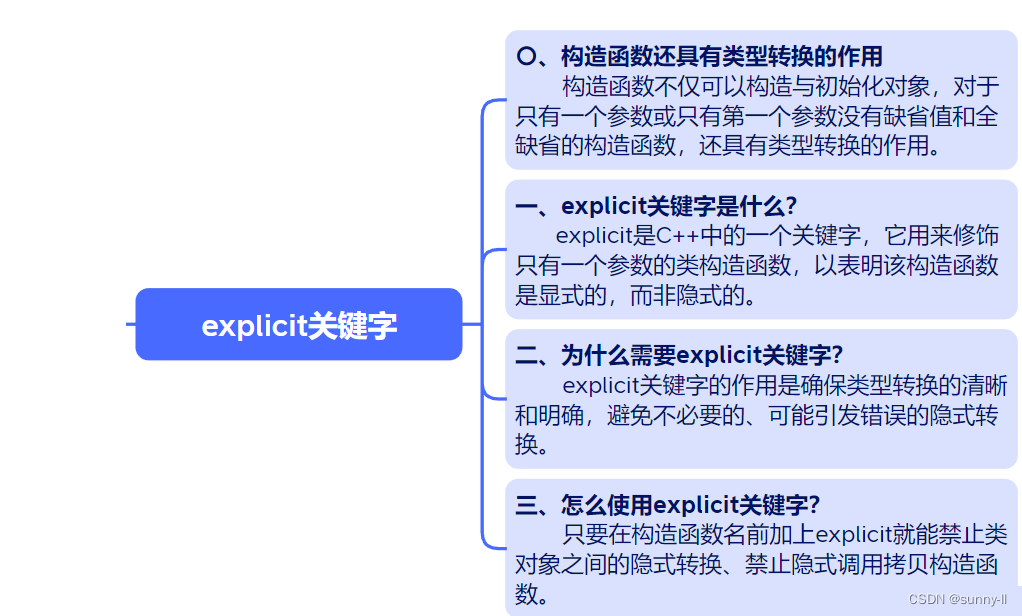 explicit关键字
〇、构造函数还具有类型转换的作用
构造函数不仅可以构造与初始化对象，对于
只有一个参数或只有第一个参数没有缺省值和全
缺省的构造函数，还具有类型转换的作用。
一、explicit关键字是什么?
explicit是C++中的一个关键字，它用来修饰
只有一个参数的类构造函数，以表明该构造函数
是显式的，而非隐式的。
二、为什么需要explicit关键字?
explicit关键字的作用是确保类型转换的清晰
和明确，避免不必要的、可能引发错误的隐式转
换。
三、怎么使用explicit关键字?
只要在构造函数名前加上explicit就能禁止类
对象之间的隐式转换、禁止隐式调用拷贝构造函
数。
CSDN @sunny-ll